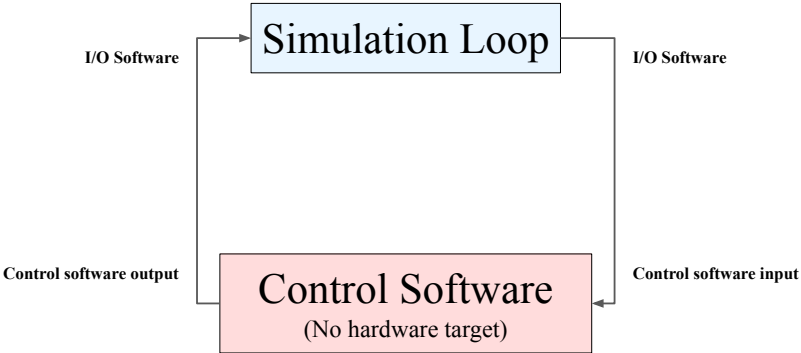 Simulation Loop
I/O Software
I/O Software
Control software output
Control software input
Control Software
(No hardware target)